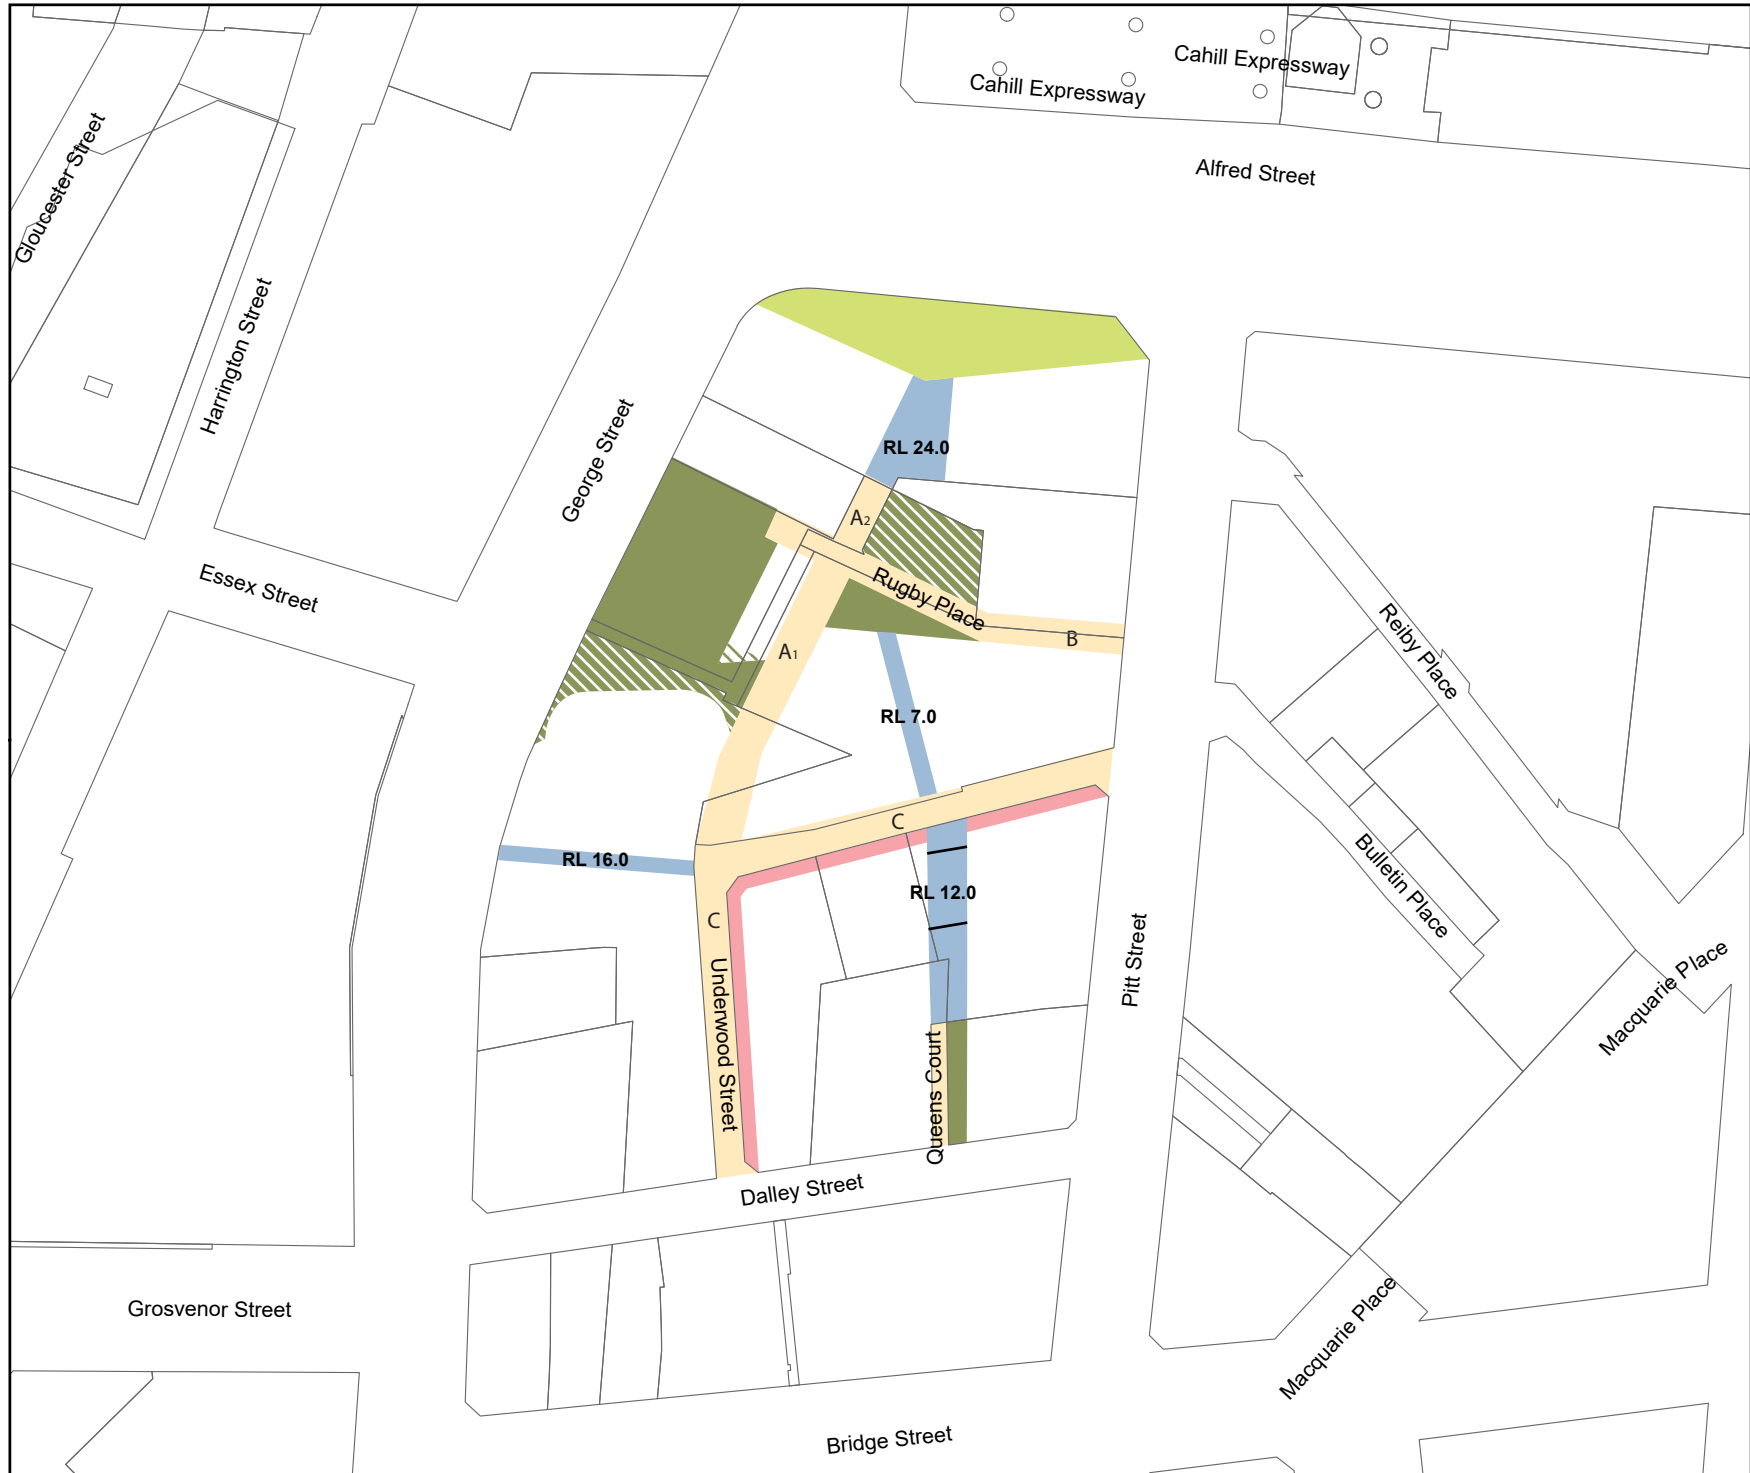 Cahill Expressway
Cahill Expressway
Alfred Street
Gloucester Street
Harrington Street
George Street
RL 24.0
A2
Essex Street
Rugby Place
B
A1
Reiby Place
RL 7.0
C
RL 16.0
RL 12.0
Bulletin Place
C
Pitt Street
Macquarie Place
Underwood Street
Queens Court
Dalley Street
Grosvenor Street
Macquarie Place
Bridge Street